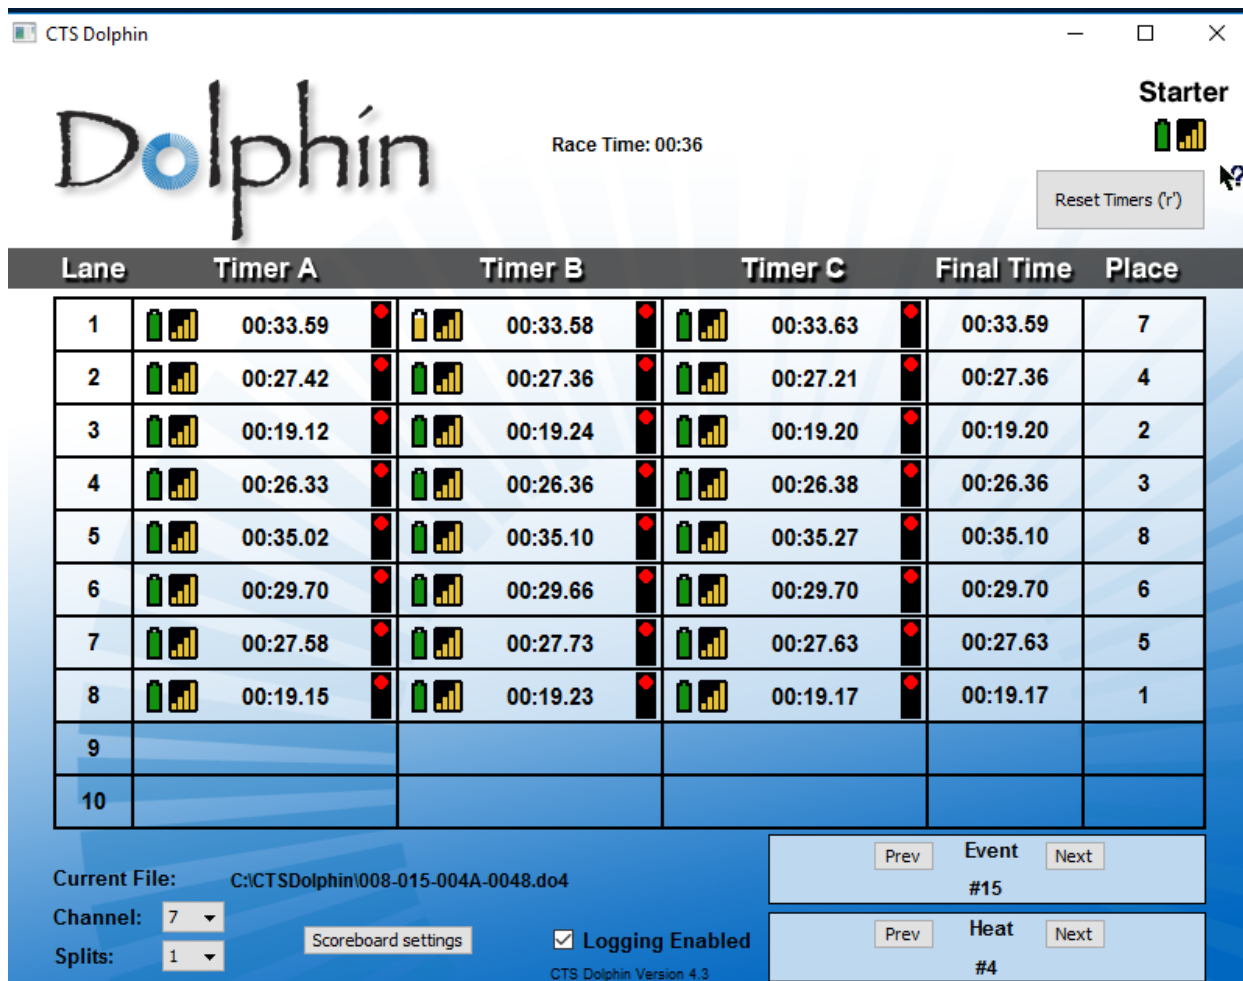 CTS Dolphin
Starter
Dolphin
Race Time: 00:36
Reset Timers ('r')
Lane Timer A Timer B Timer C Final Time Place
1 00:33.59 00:33.58 00:33.63 00:33.59 7
2 00:27.42 00:27.36 00:27.21 00:27.36 4
3 00:19.12 00:19.24 00:19.20 00:19.20 2
4 00:26.33 00:26.36 00:26.38 00:26.36 3
5 00:35.02 00:35.10 00:35.27 00:35.10 8
6 00:29.70 00:29.66 00:29.70 00:29.70 6
7 00:27.58 00:27.73 00:27.63 00:27.63 5
8 00:19.15 00:19.23 00:19.17 00:19.17 1
9
10
Prev Event Next
#15
Current File: C:\CTSDolphin\008-015-004A-0048.do4
Channel: 7
Splits: 1
Scoreboard settings
Logging Enabled
CTS Dolphin Version 4.3
Prev Heat Next
#4